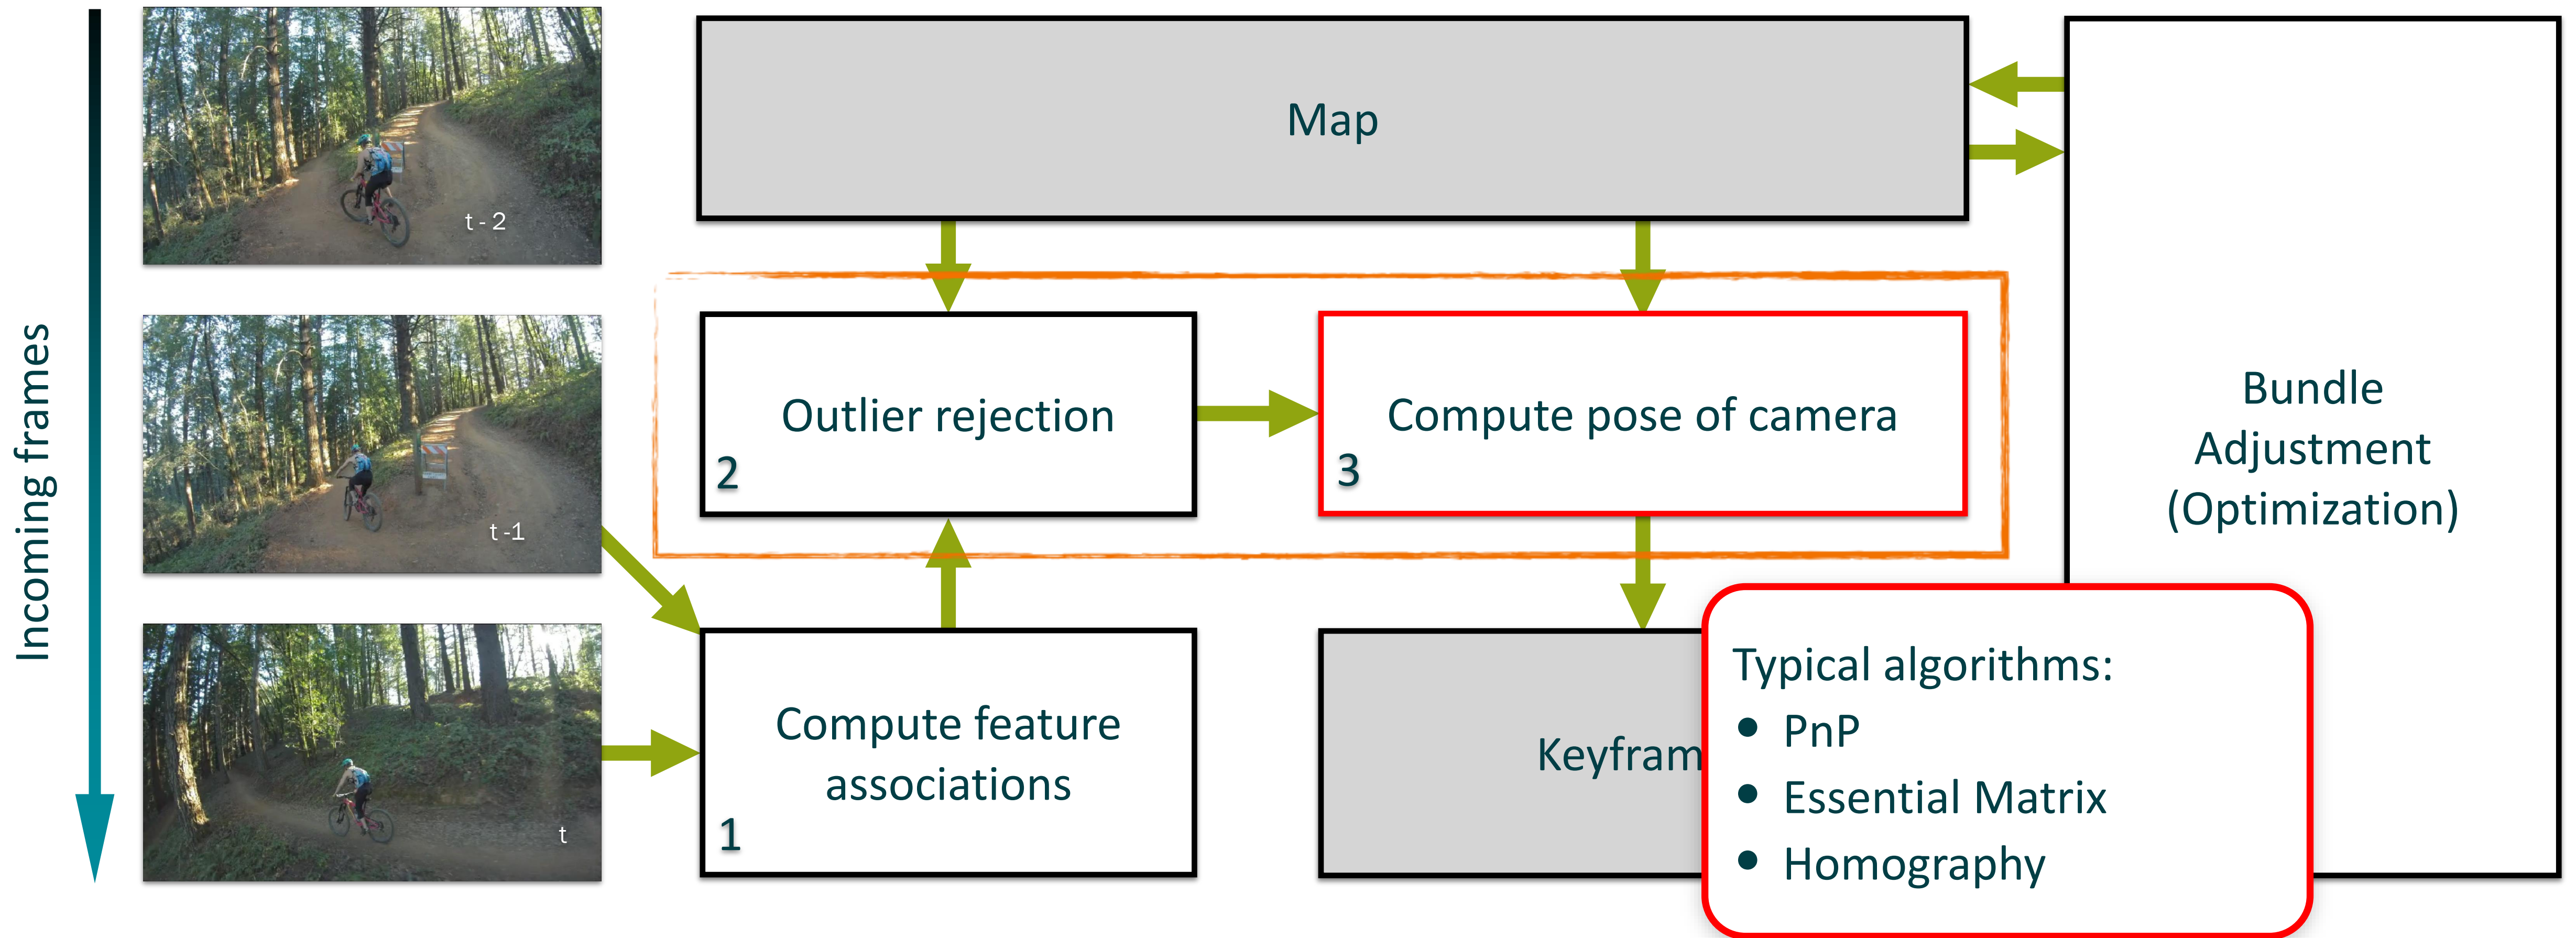 Incoming frames
t - 2
t -1
t
Map
Outlier rejection
2
Compute pose of camera
3
Compute feature
associations
1
Bundle
Adjustment
(Optimization)
Typical algorithms:
• PnP
• Essential Matrix
• Homography